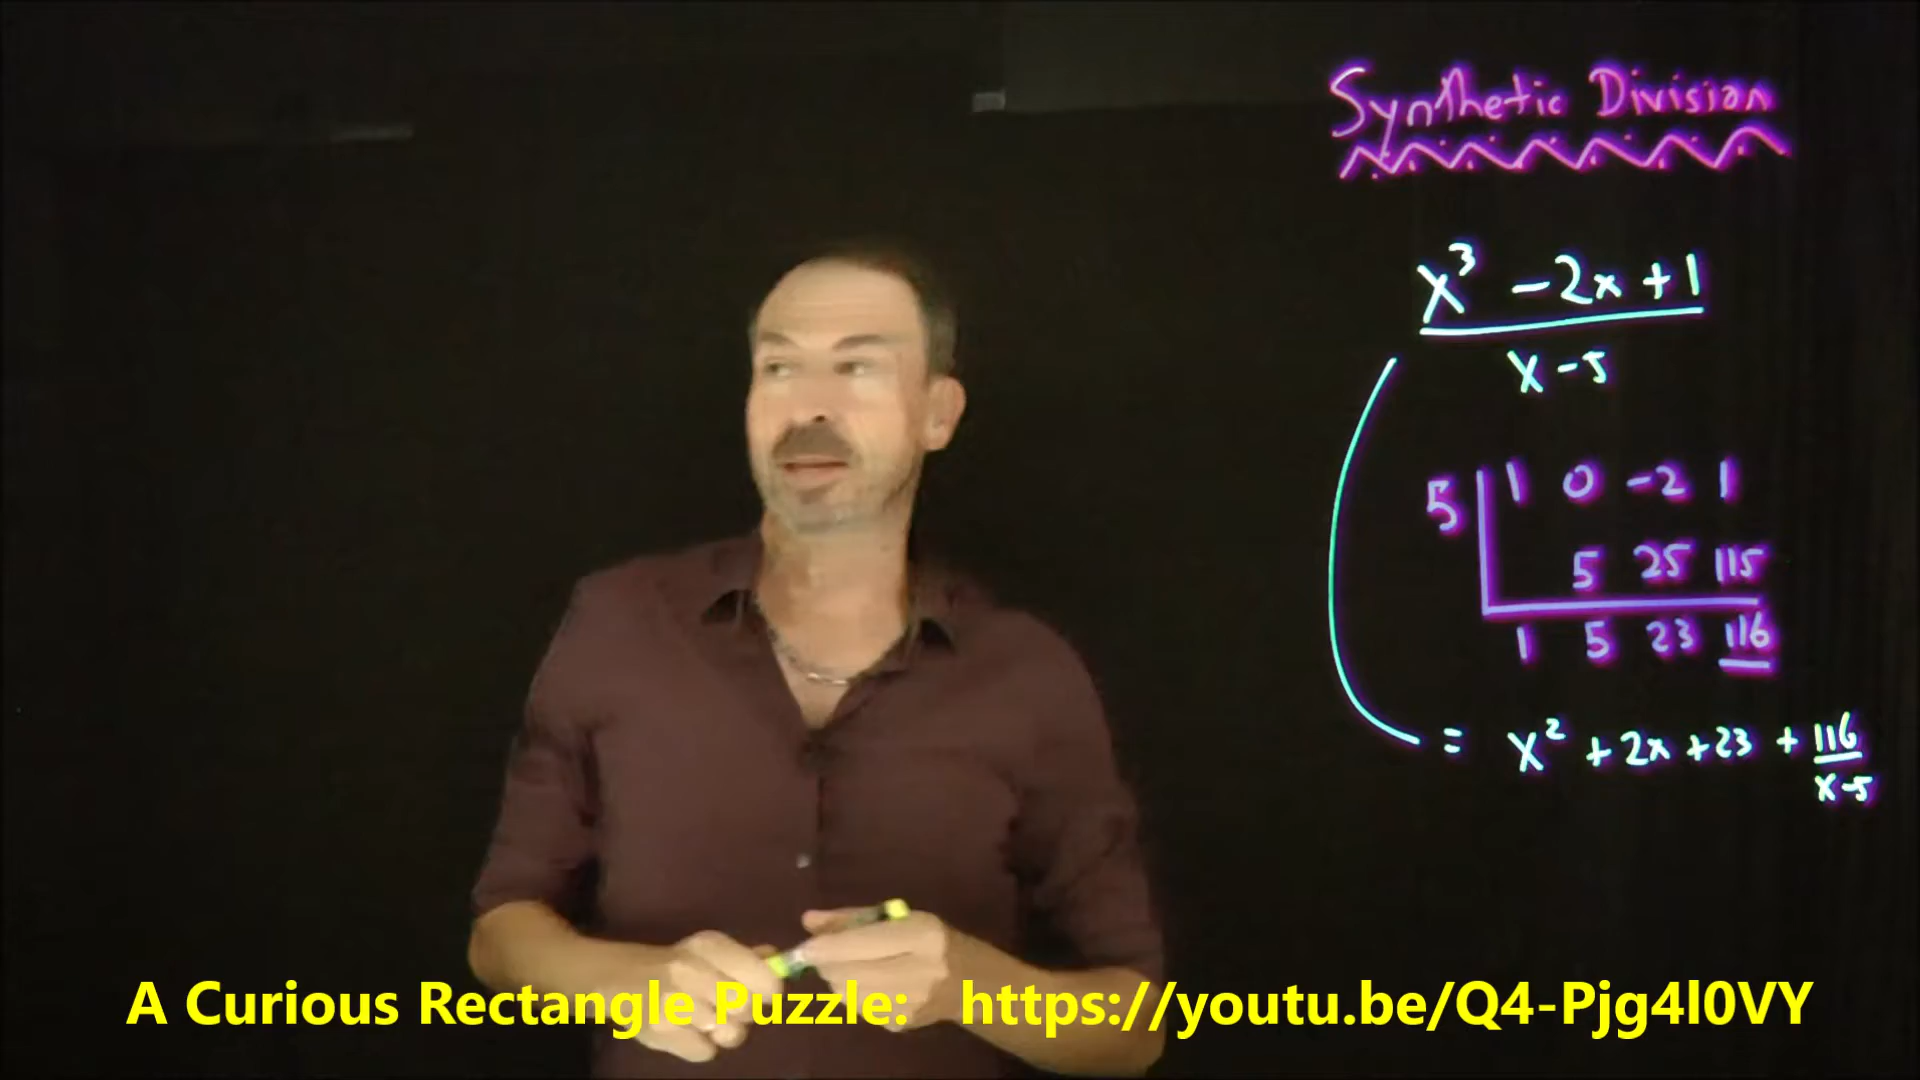 Synthetic Division
x³ - 2x + 1
x - 5
5 | 1 0 -2 1
5 25 115
1 5 23 116
= x² + 2x + 23 + 116/(x-5)
A Curious Rectangle Puzzle: https://youtu.be/Q4-Pjg4l0VY